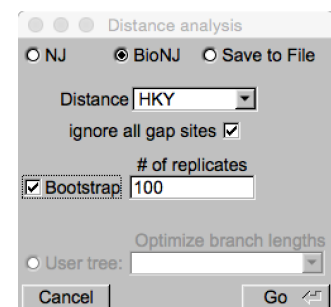 Distance analysis
NJ BioNJ Save to File
Distance HKY
ignore all gap sites
# of replicates
Bootstrap 100
Optimize branch lengths
User tree:
Cancel Go